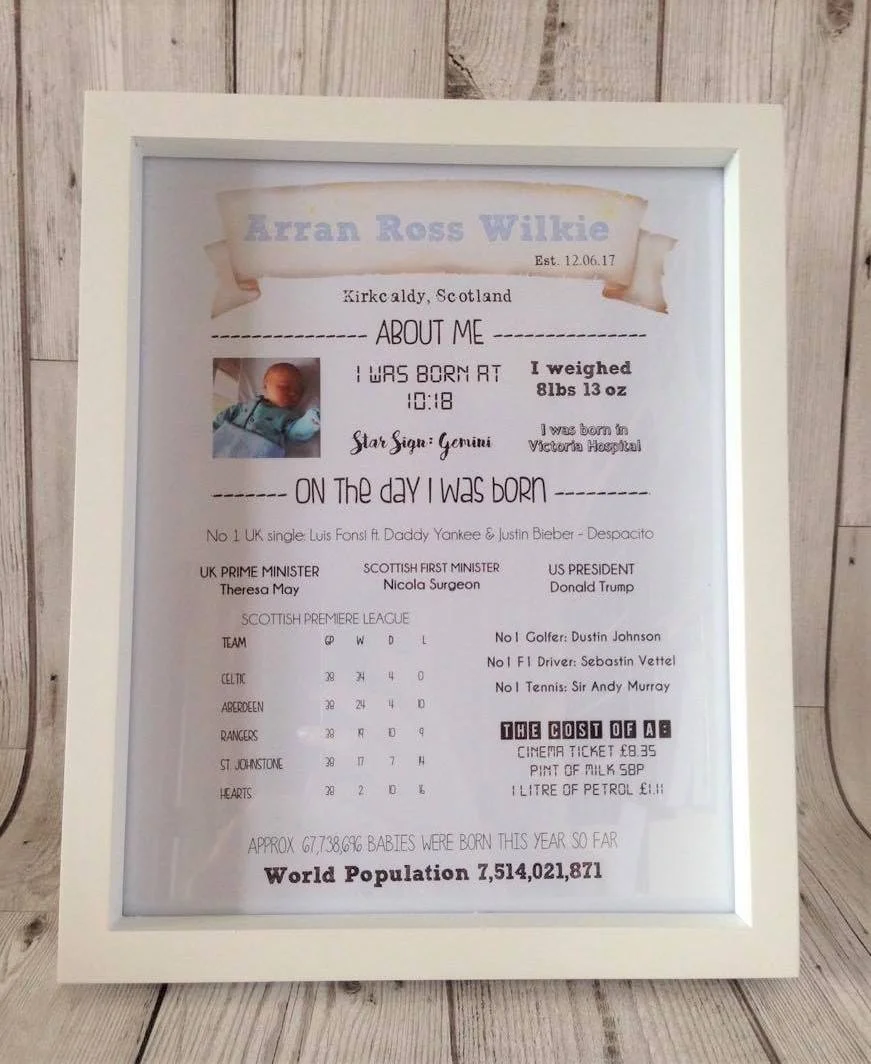 Arran Ross Wilkie
Est. 12.06.17
Kirkcaldy, Scotland
ABOUT ME
I WAS BORN AT
10:18
I weighed
8lbs 13 oz
Star Sign: Gemini
I was born in
Victoria Hospital
ON The dAY I WAS bORN
No 1 UK single: Luis Fonsi ft. Daddy Yankee & Justin Bieber - Despacito
UK PRIME MINISTER
Theresa May
SCOTTISH FIRST MINISTER
Nicola Surgeon
US PRESIDENT
Donald Trump
SCOTTISH PREMIERE LEAGUE
TEAM GP W D L
CELTIC 38 34 4 0
ABERDEEN 38 24 4 10
RANGERS 38 19 10 9
ST. JOHNSTONE 38 17 7 14
HEARTS 38 2 10 16
No1 Golfer: Dustin Johnson
No1 F1 Driver: Sebastin Vettel
No1 Tennis: Sir Andy Murray
THE COST OF A:
CINEMA TICKET £8.35
PINT OF MILK 58P
1 LITRE OF PETROL £1.11
APPROX 67,738,696 BABIES WERE BORN THIS YEAR SO FAR
World Population 7,514,021,871